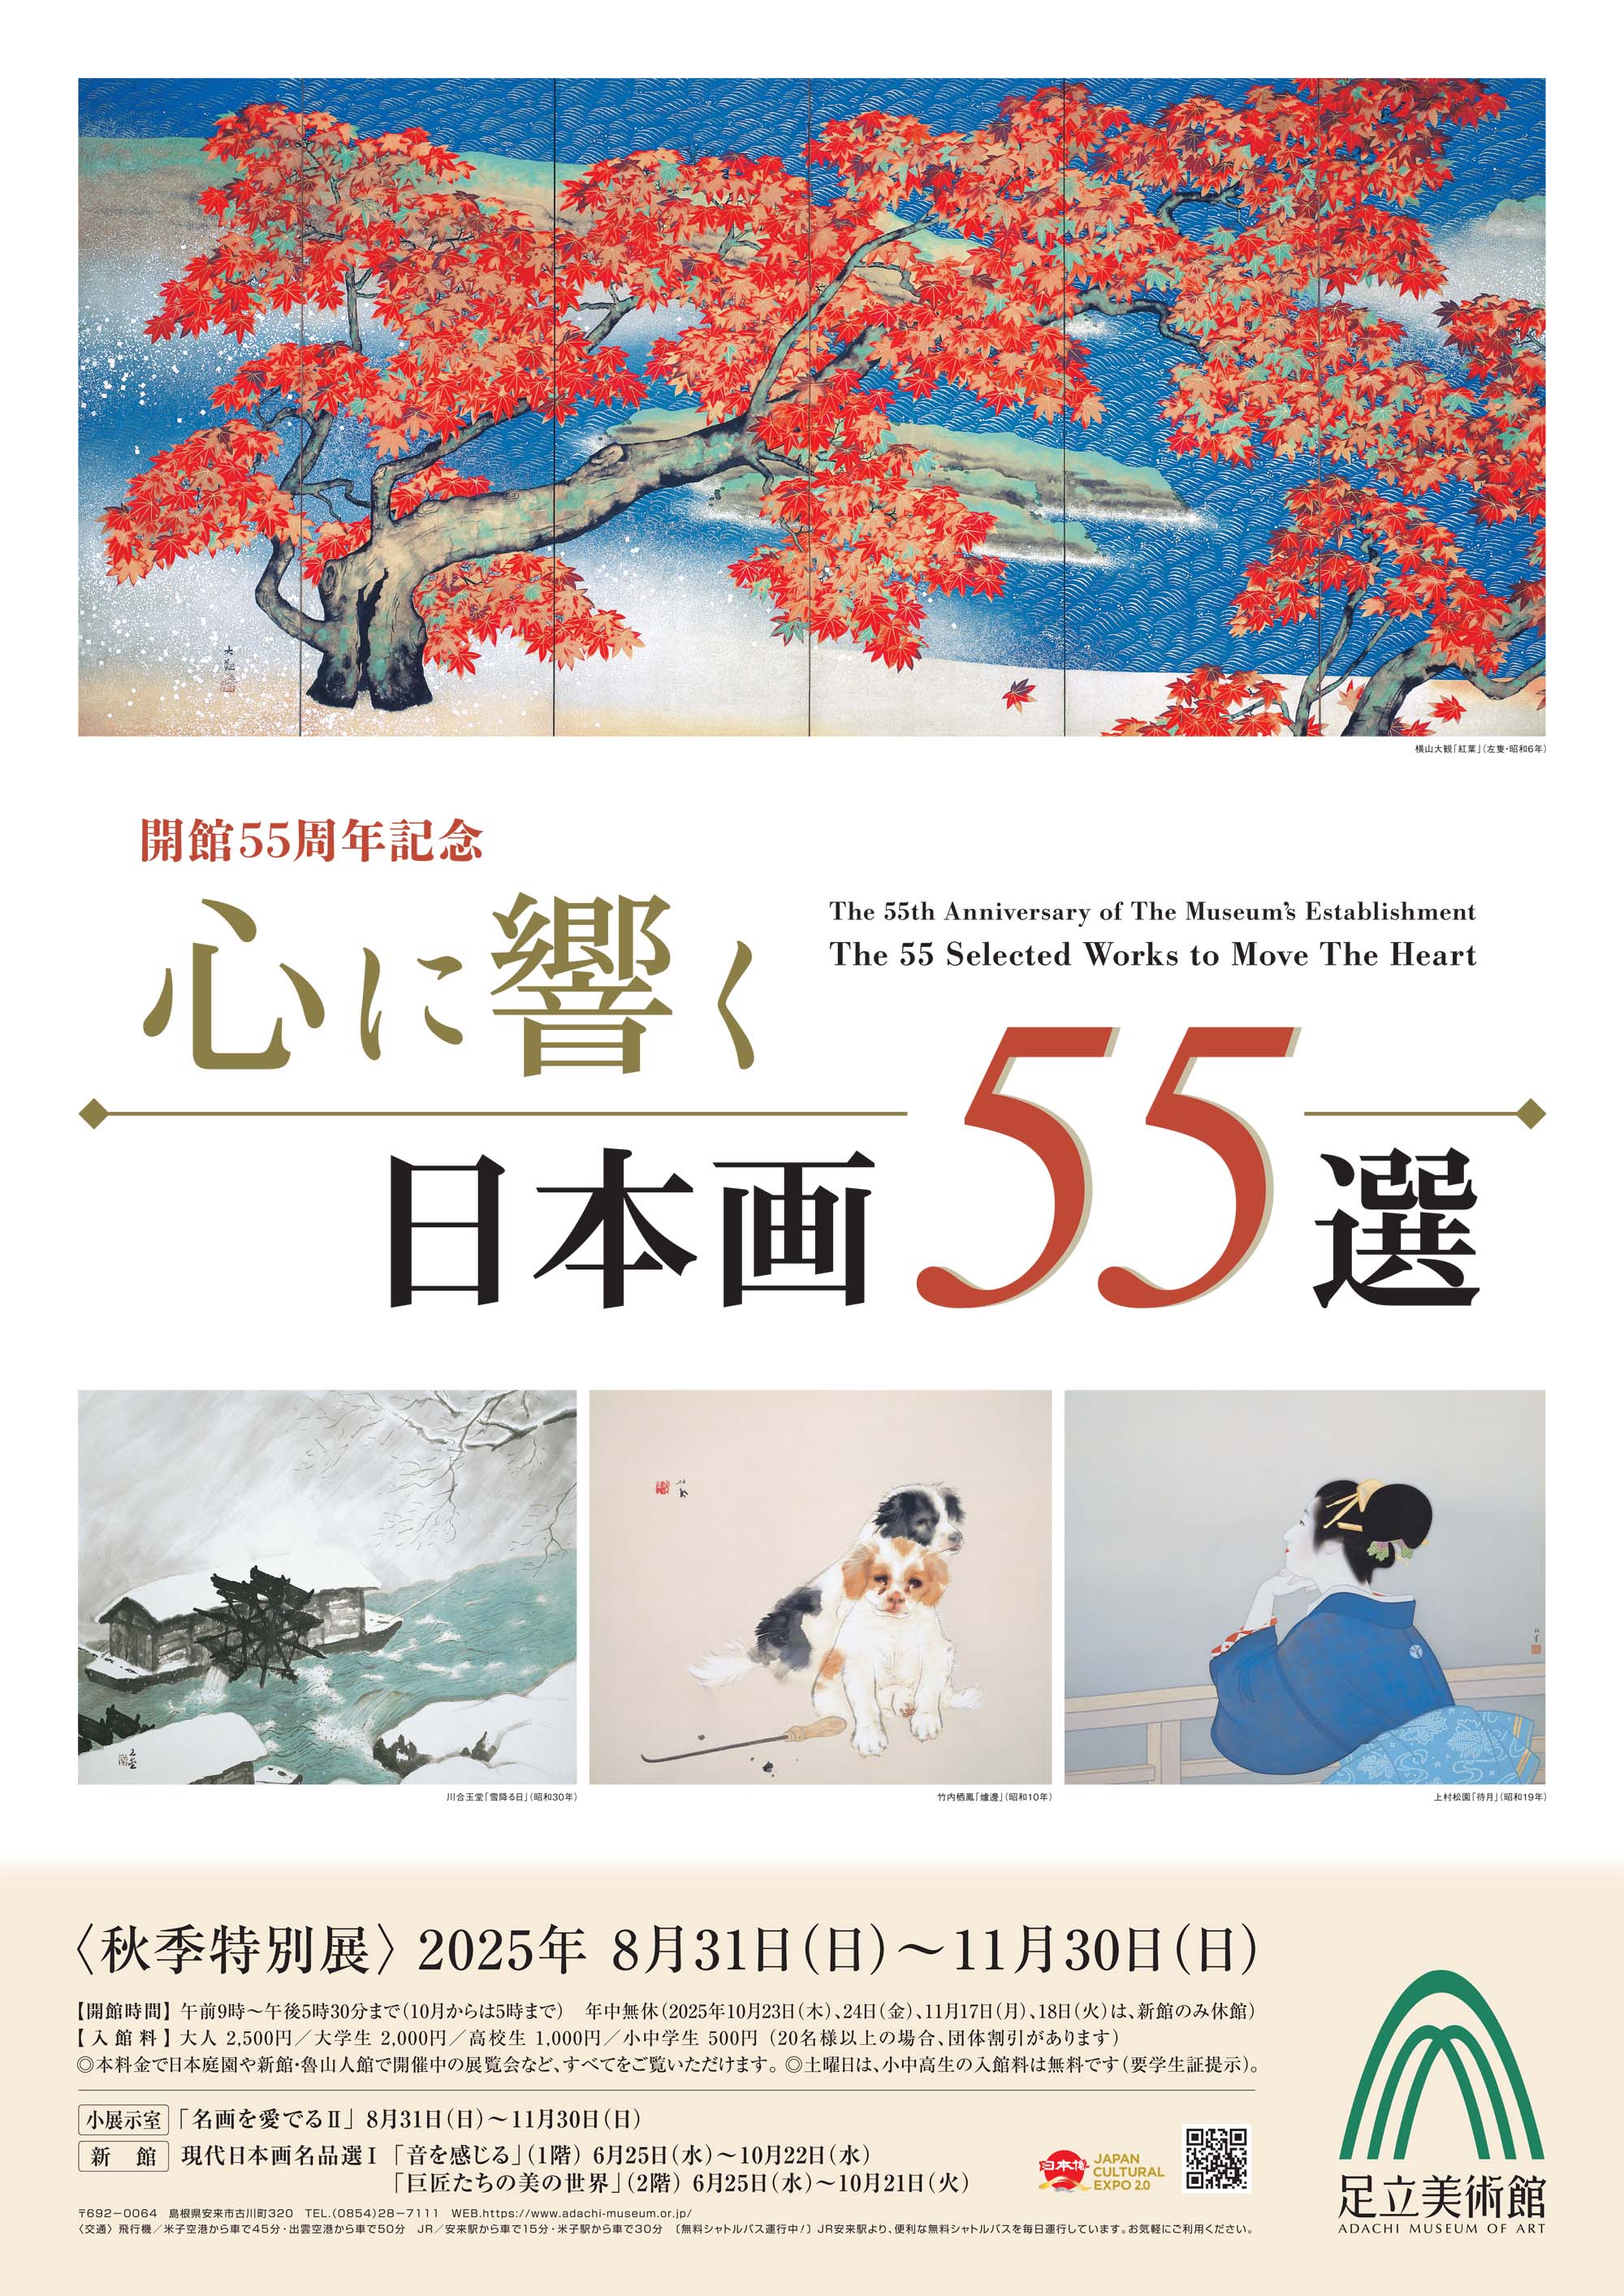 大観
横山大観「紅葉」（左隻・昭和6年）
開館55周年記念
心に響く
The 55th Anniversary of The Museum's Establishment
The 55 Selected Works to Move The Heart
日本画55選
川合玉堂「雪降る日」（昭和30年）
竹内栖鳳「爐邊」（昭和10年）
上村松園「待月」（昭和19年）
〈秋季特別展〉2025年 8月31日（日）〜11月30日（日）
【開館時間】午前9時〜午後5時30分まで（10月からは5時まで）　年中無休（2025年10月23日（木）、24日（金）、11月17日（月）、18日（火）は、新館のみ休館）
【入館料】大人 2,500円／大学生 2,000円／高校生 1,000円／小中学生 500円（20名様以上の場合、団体割引があります）
◎本料金で日本庭園や新館・魯山人館で開催中の展覧会など、すべてをご覧いただけます。◎土曜日は、小中高生の入館料は無料です（要学生証提示）。
小展示室「名画を愛でるⅡ」8月31日（日）〜11月30日（日）
新館 現代日本画名品選Ⅰ「音を感じる」（1階）6月25日（水）〜10月22日（水）
「巨匠たちの美の世界」（2階）6月25日（水）〜10月21日（火）
日本博
JAPAN
CULTURAL
EXPO 2.0
〒692−0064　島根県安来市古川町320　TEL.（0854）28−7111　WEB.https://www.adachi-museum.or.jp/
〈交通〉飛行機／米子空港から車で45分・出雲空港から車で50分　JR／安来駅から車で15分・米子駅から車で30分　〔無料シャトルバス運行中！〕JR安来駅より、便利な無料シャトルバスを毎日運行しています。お気軽にご利用ください。
足立美術館
ADACHI MUSEUM OF ART